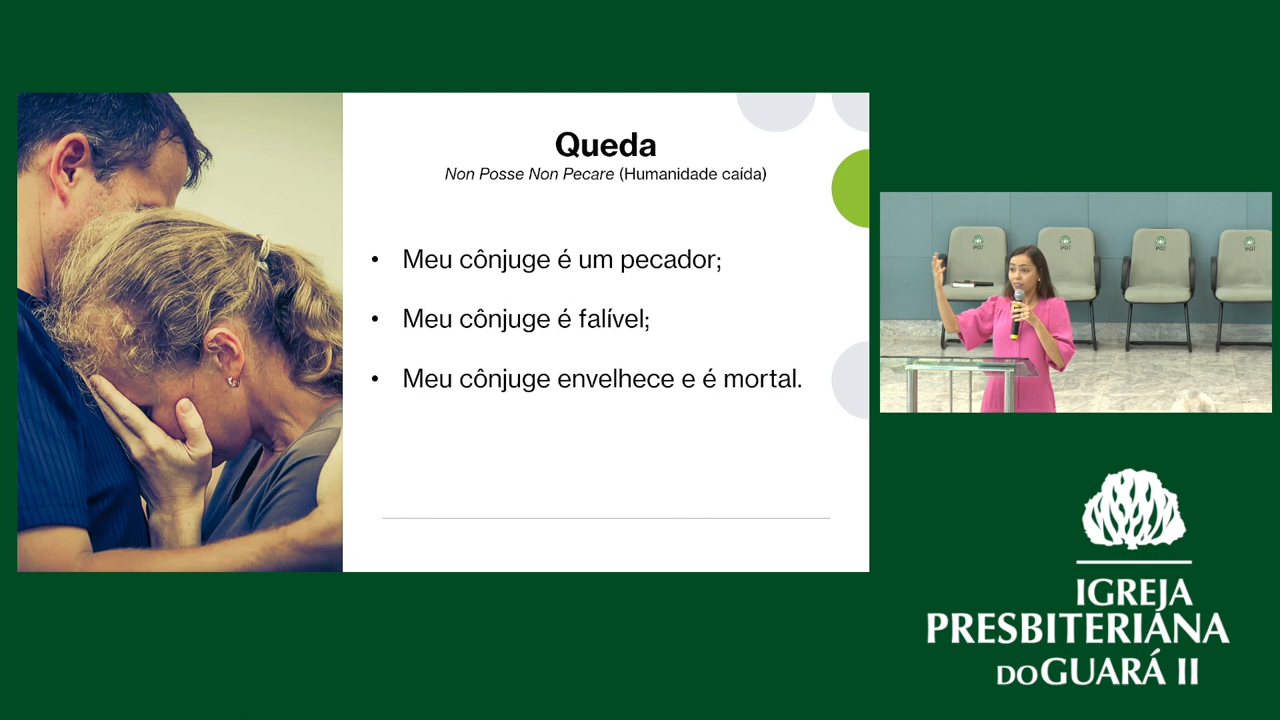 Queda
Non Posse Non Pecare (Humanidade caída)
• Meu cônjuge é um pecador;
• Meu cônjuge é falível;
• Meu cônjuge envelhece e é mortal.
IGREJA
PRESBITERIANA
DO GUARÁ II